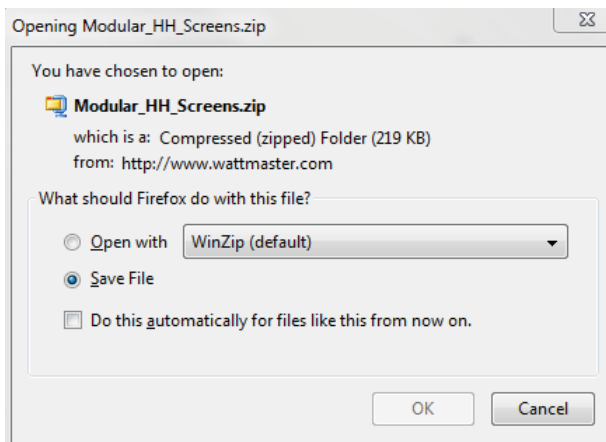 Opening Modular_HH_Screens.zip
You have chosen to open:
Modular_HH_Screens.zip
which is a: Compressed (zipped) Folder (219 KB)
from: http://www.wattmaster.com
What should Firefox do with this file?
Open with WinZip (default)
Save File
Do this automatically for files like this from now on.
OK Cancel